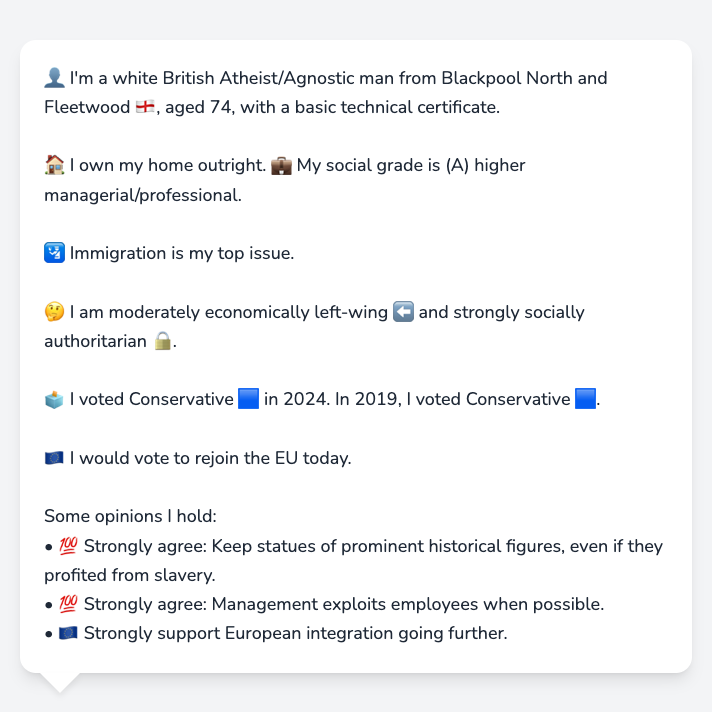 👤 I'm a white British Atheist/Agnostic man from Blackpool North and
Fleetwood 🏴󠁧󠁢󠁥󠁮󠁧󠁿, aged 74, with a basic technical certificate.
🏠 I own my home outright. 💼 My social grade is (A) higher
managerial/professional.
🛂 Immigration is my top issue.
🤔 I am moderately economically left-wing ⬅️ and strongly socially
authoritarian 🔒.
🗳️ I voted Conservative 🟦 in 2024. In 2019, I voted Conservative 🟦.
🇪🇺 I would vote to rejoin the EU today.
Some opinions I hold:
• 💯 Strongly agree: Keep statues of prominent historical figures, even if they
profited from slavery.
• 💯 Strongly agree: Management exploits employees when possible.
• 🇪🇺 Strongly support European integration going further.